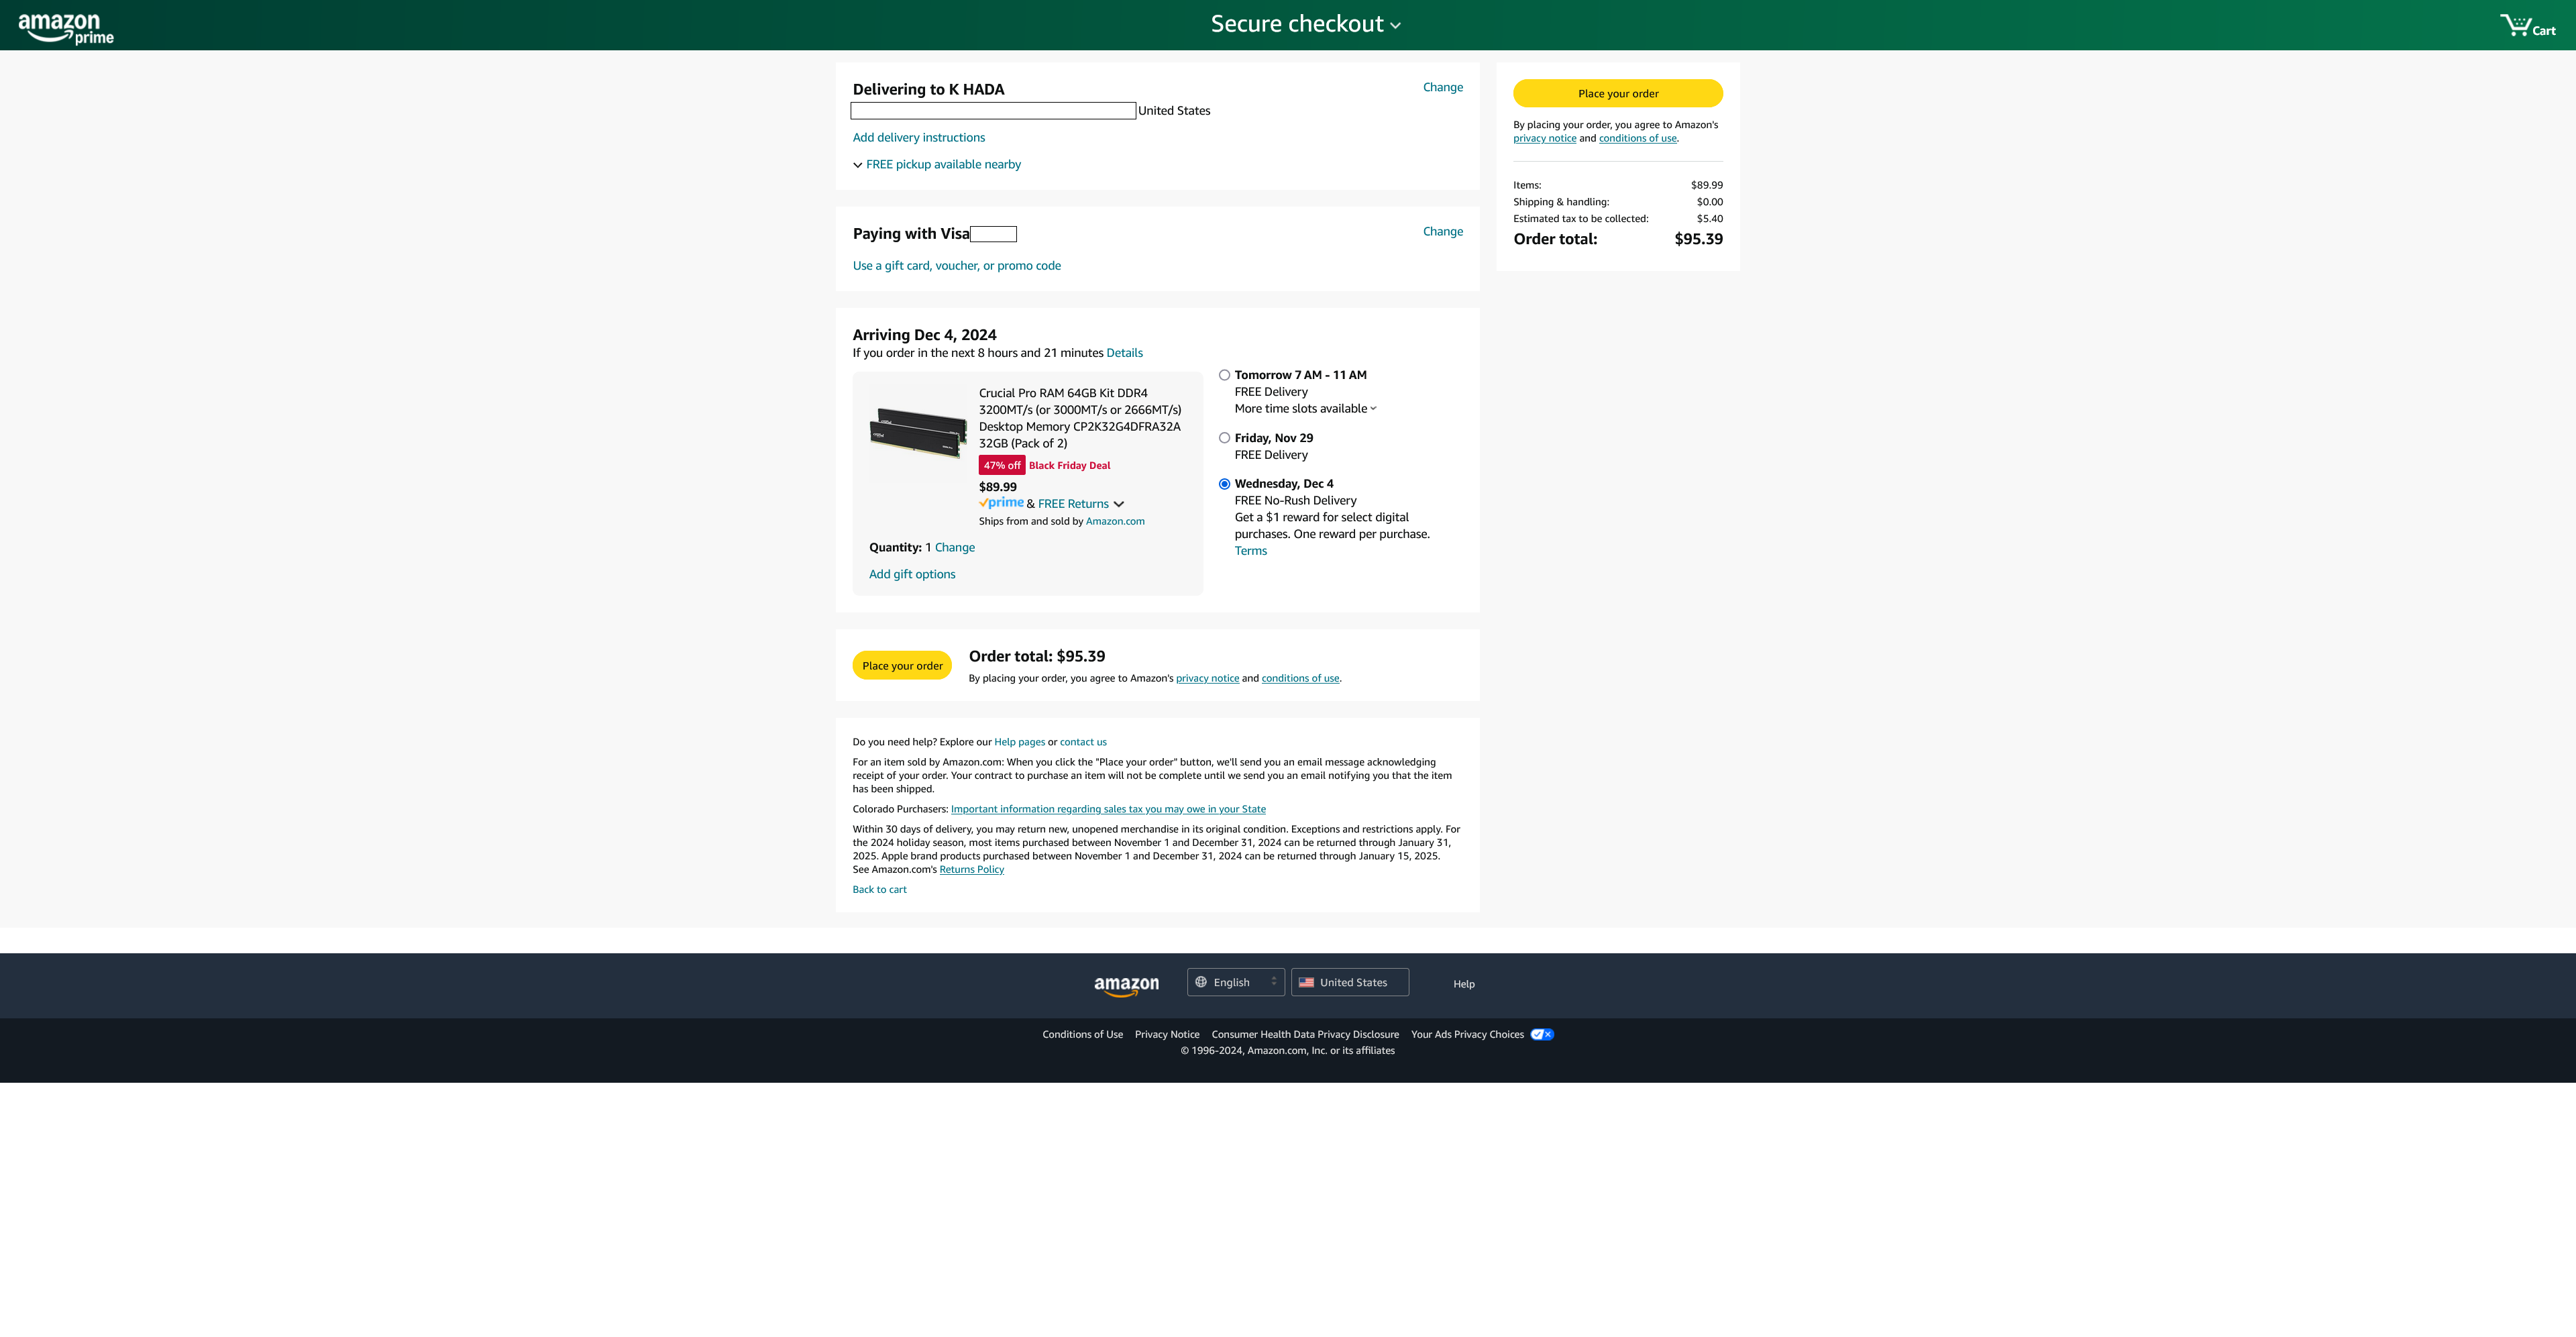 amazon
prime
Secure checkout
Cart
Delivering to K HADA
Change
United States
Add delivery instructions
FREE pickup available nearby
Paying with Visa
Change
Use a gift card, voucher, or promo code
Arriving Dec 4, 2024
If you order in the next 8 hours and 21 minutes Details
Crucial Pro RAM 64GB Kit DDR4
3200MT/s (or 3000MT/s or 2666MT/s)
Desktop Memory CP2K32G4DFRA32A
32GB (Pack of 2)
47% off Black Friday Deal
$89.99
prime & FREE Returns
Ships from and sold by Amazon.com
Quantity: 1 Change
Add gift options
Tomorrow 7 AM - 11 AM
FREE Delivery
More time slots available
Friday, Nov 29
FREE Delivery
Wednesday, Dec 4
FREE No-Rush Delivery
Get a $1 reward for select digital
purchases. One reward per purchase.
Terms
Place your order
Order total: $95.39
By placing your order, you agree to Amazon's privacy notice and conditions of use.
Do you need help? Explore our Help pages or contact us
For an item sold by Amazon.com: When you click the "Place your order" button, we'll send you an email message acknowledging
receipt of your order. Your contract to purchase an item will not be complete until we send you an email notifying you that the item
has been shipped.
Colorado Purchasers: Important information regarding sales tax you may owe in your State
Within 30 days of delivery, you may return new, unopened merchandise in its original condition. Exceptions and restrictions apply. For
the 2024 holiday season, most items purchased between November 1 and December 31, 2024 can be returned through January 31,
2025. Apple brand products purchased between November 1 and December 31, 2024 can be returned through January 15, 2025.
See Amazon.com's Returns Policy
Back to cart
Place your order
By placing your order, you agree to Amazon's
privacy notice and conditions of use.
Items: $89.99
Shipping & handling: $0.00
Estimated tax to be collected: $5.40
Order total: $95.39
amazon
English
United States
Help
Conditions of Use Privacy Notice Consumer Health Data Privacy Disclosure Your Ads Privacy Choices
© 1996-2024, Amazon.com, Inc. or its affiliates